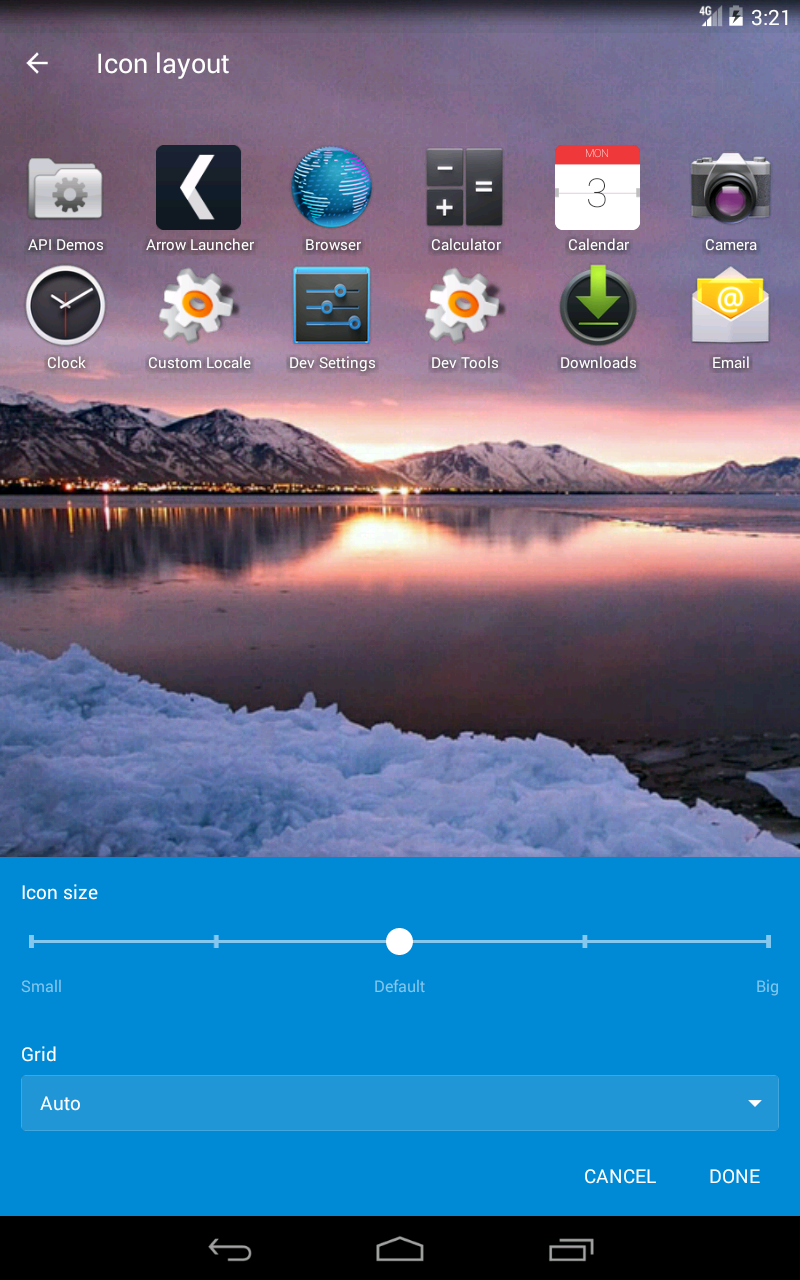 4G 3:21
Icon layout
MON
3
API Demos Arrow Launcher Browser Calculator Calendar Camera
@
Clock Custom Locale Dev Settings Dev Tools Downloads Email
Icon size
Small Default Big
Grid
Auto
CANCEL DONE